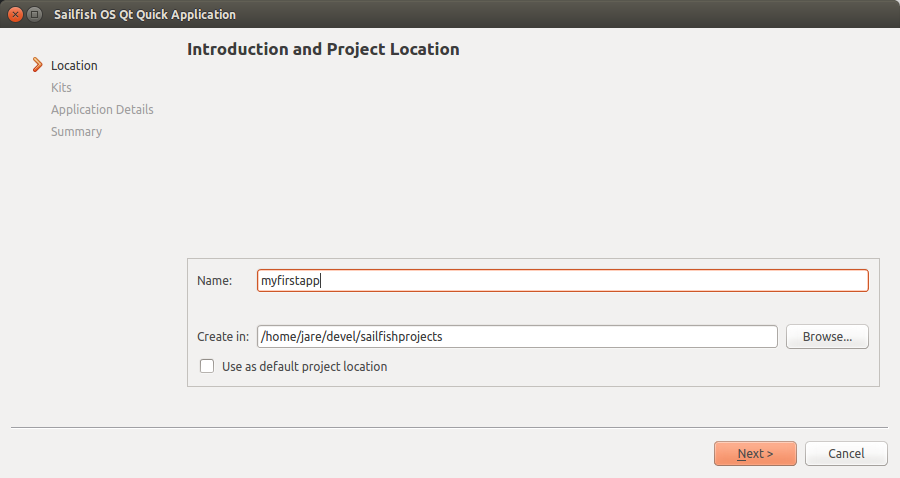 Sailfish OS Qt Quick Application
Location
Kits
Application Details
Summary
Introduction and Project Location
Name: myfirstapp
Create in: /home/jare/devel/sailfishprojects Browse...
Use as default project location
Next > Cancel